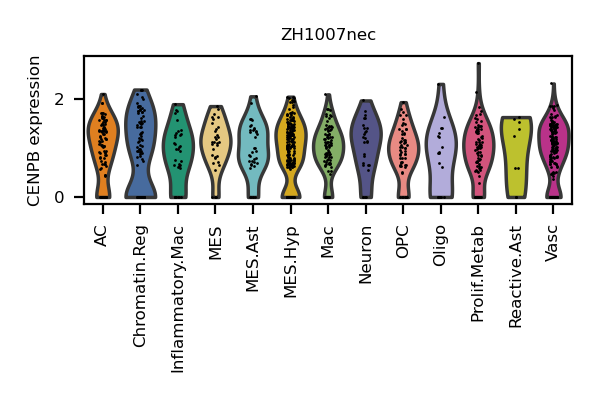 ZH1007nec
CENPB expression
2
0
AC
Chromatin.Reg
Inflammatory.Mac
MES
MES.Ast
MES.Hyp
Mac
Neuron
OPC
Oligo
Prolif.Metab
Reactive.Ast
Vasc